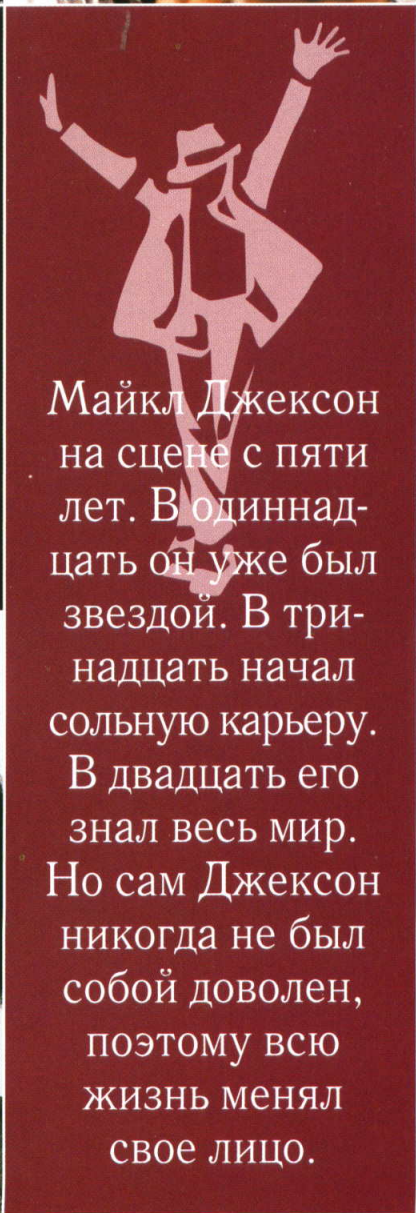 Майкл Джексон
на сцене с пяти
лет. В одиннад-
цать он уже был
звездой. В три-
надцать начал
сольную карьеру.
В двадцать его
знал весь мир.
Но сам Джексон
никогда не был
собой доволен,
поэтому всю
жизнь менял
свое лицо.